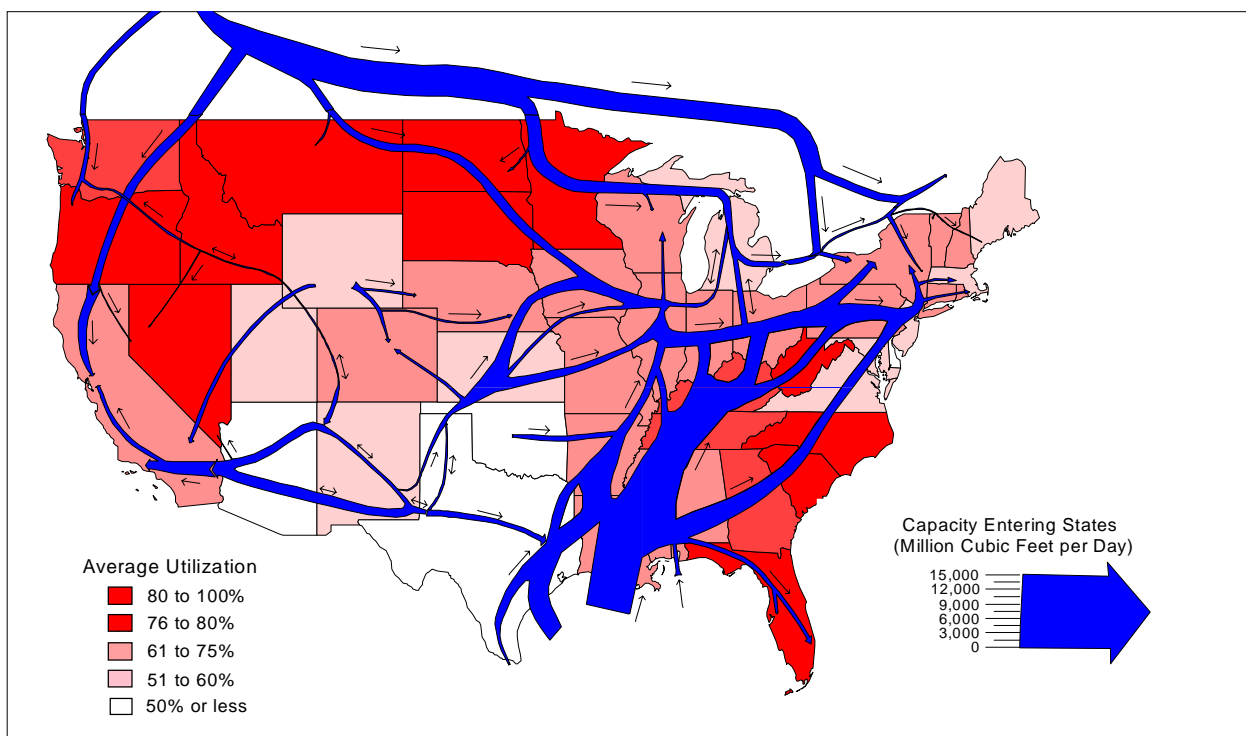 Average Utilization
80 to 100%
76 to 80%
61 to 75%
51 to 60%
50% or less
Capacity Entering States
(Million Cubic Feet per Day)
15,000
12,000
9,000
6,000
3,000
0